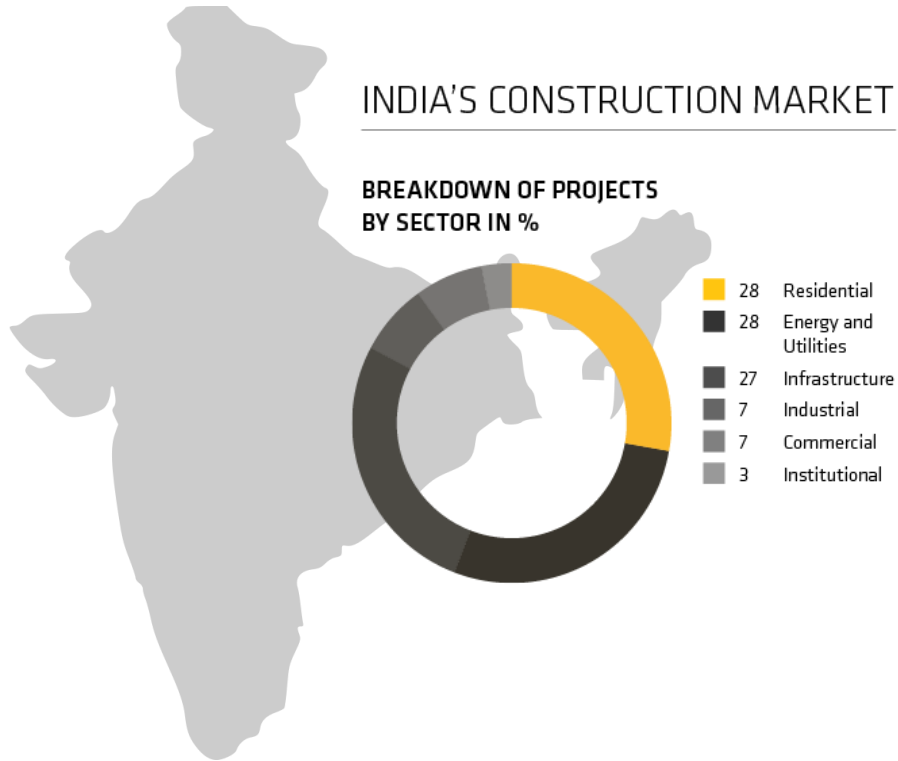 INDIA'S CONSTRUCTION MARKET
BREAKDOWN OF PROJECTS
BY SECTOR IN %
28 Residential
28 Energy and
Utilities
27 Infrastructure
7 Industrial
7 Commercial
3 Institutional